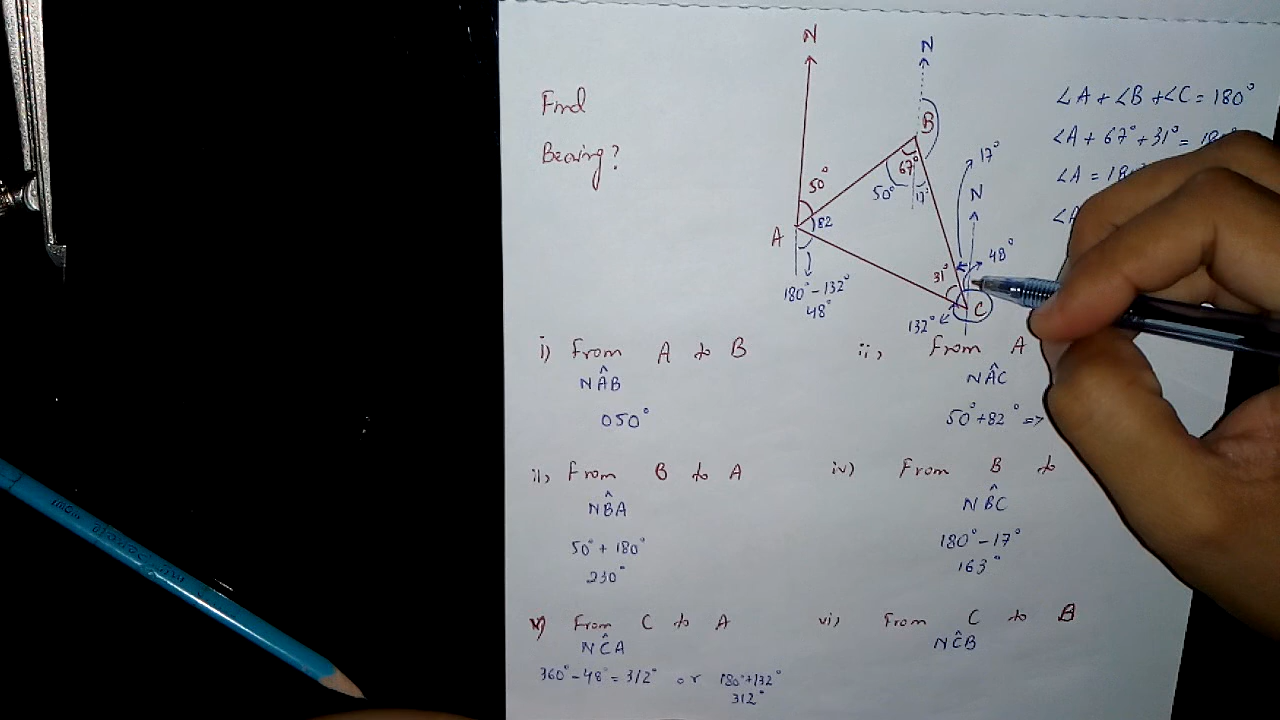 Find
Bearing?
N
N
B
67°
50°
50°
17°
A
82
180°-132°
48°
17°
N
48°
31°
C
132°
∠A + ∠B + ∠C = 180°
∠A + 67° + 31° =
∠A =
∠A
i) From A to B
NÂB
050°
ii, From A
NÂC
50° + 82° =>
ii, From B to A
NB̂A
50° + 180°
230°
iv) From B to
NB̂C
180° - 17°
163°
v) From C to A
NĈA
360° - 48° = 312° or 180° + 132°
312°
vi, From C to B
NĈB